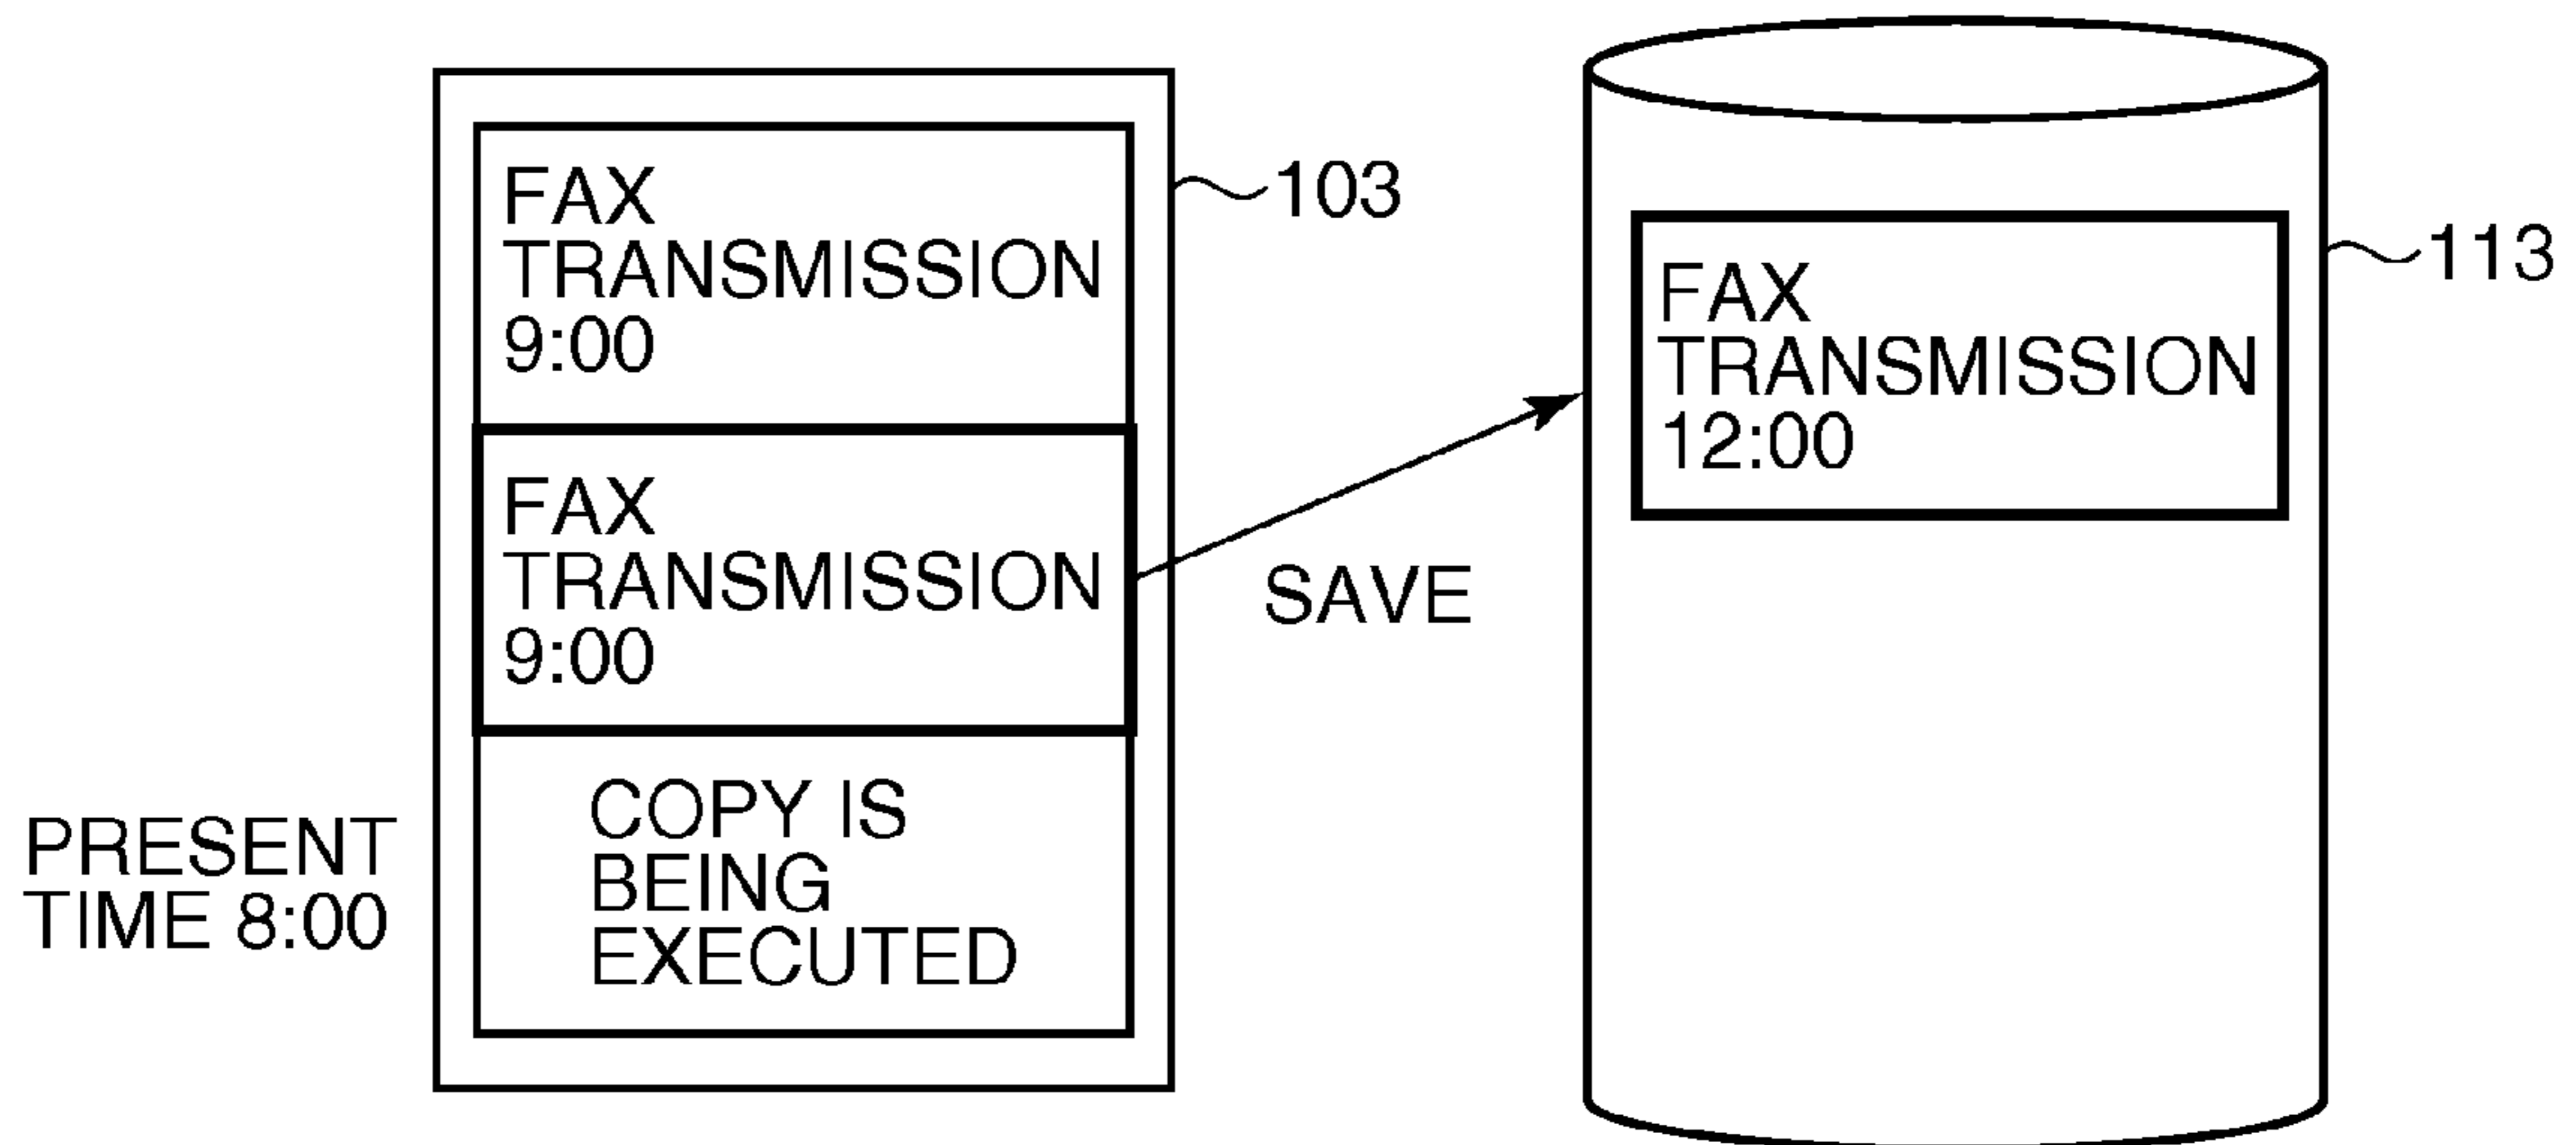 FAX
TRANSMISSION
9:00
103
FAX
TRANSMISSION
9:00
COPY IS
BEING
EXECUTED
PRESENT
TIME 8:00
SAVE
FAX
TRANSMISSION
12:00
113